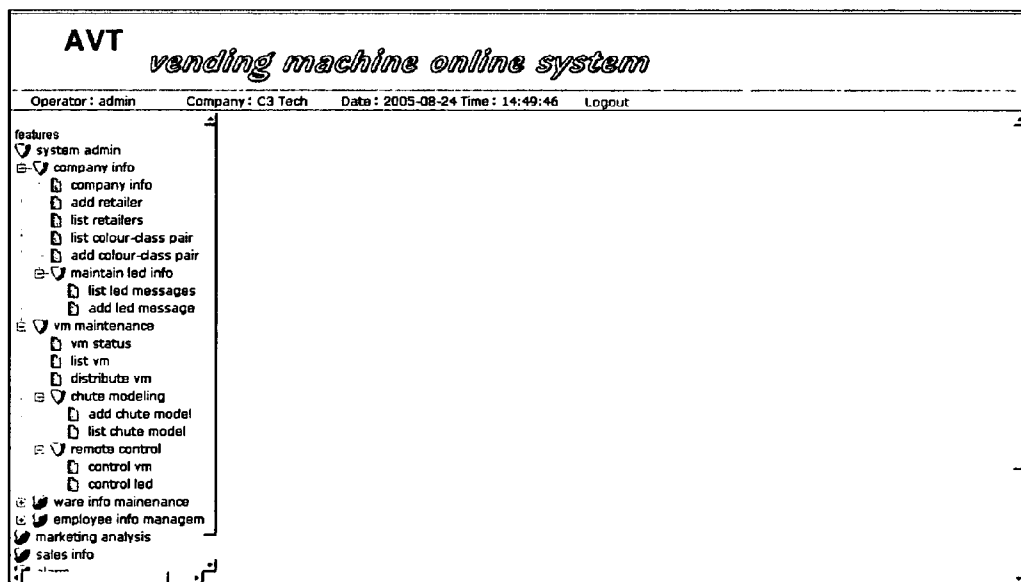 AVT
vending machine online system
Operator : admin Company : C3 Tech Date : 2005-08-24 Time : 14:49:46 Logout
features
system admin
company info
company info
add retailer
list retailers
list colour-class pair
add colour-class pair
maintain led info
list led messages
add led message
vm maintenance
vm status
list vm
distribute vm
chute modeling
add chute model
list chute model
remote control
control vm
control led
ware info mainenance
employee info managem
marketing analysis
sales info